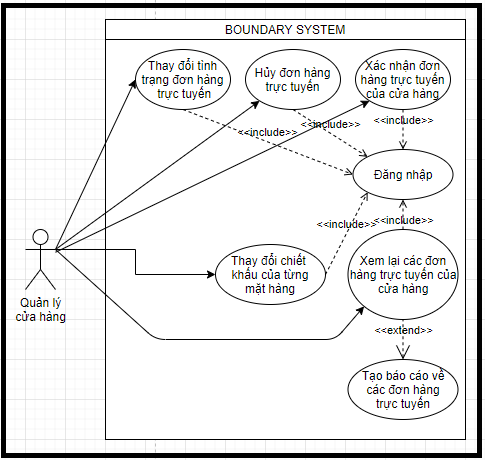 BOUNDARY SYSTEM
Thay đổi tình
trạng đơn hàng
trực tuyến
Hủy đơn hàng
trực tuyến
Xác nhận đơn
hàng trực tuyến
của cửa hàng
<<include>>
<<include>>
<<include>>
Đăng nhập
<<include>>
<<include>>
Quản lý
cửa hàng
Thay đổi chiết
khấu của từng
mặt hàng
Xem lại các đơn
hàng trực tuyến của
cửa hàng
<<extend>>
Tạo báo cáo về
các đơn hàng
trực tuyến